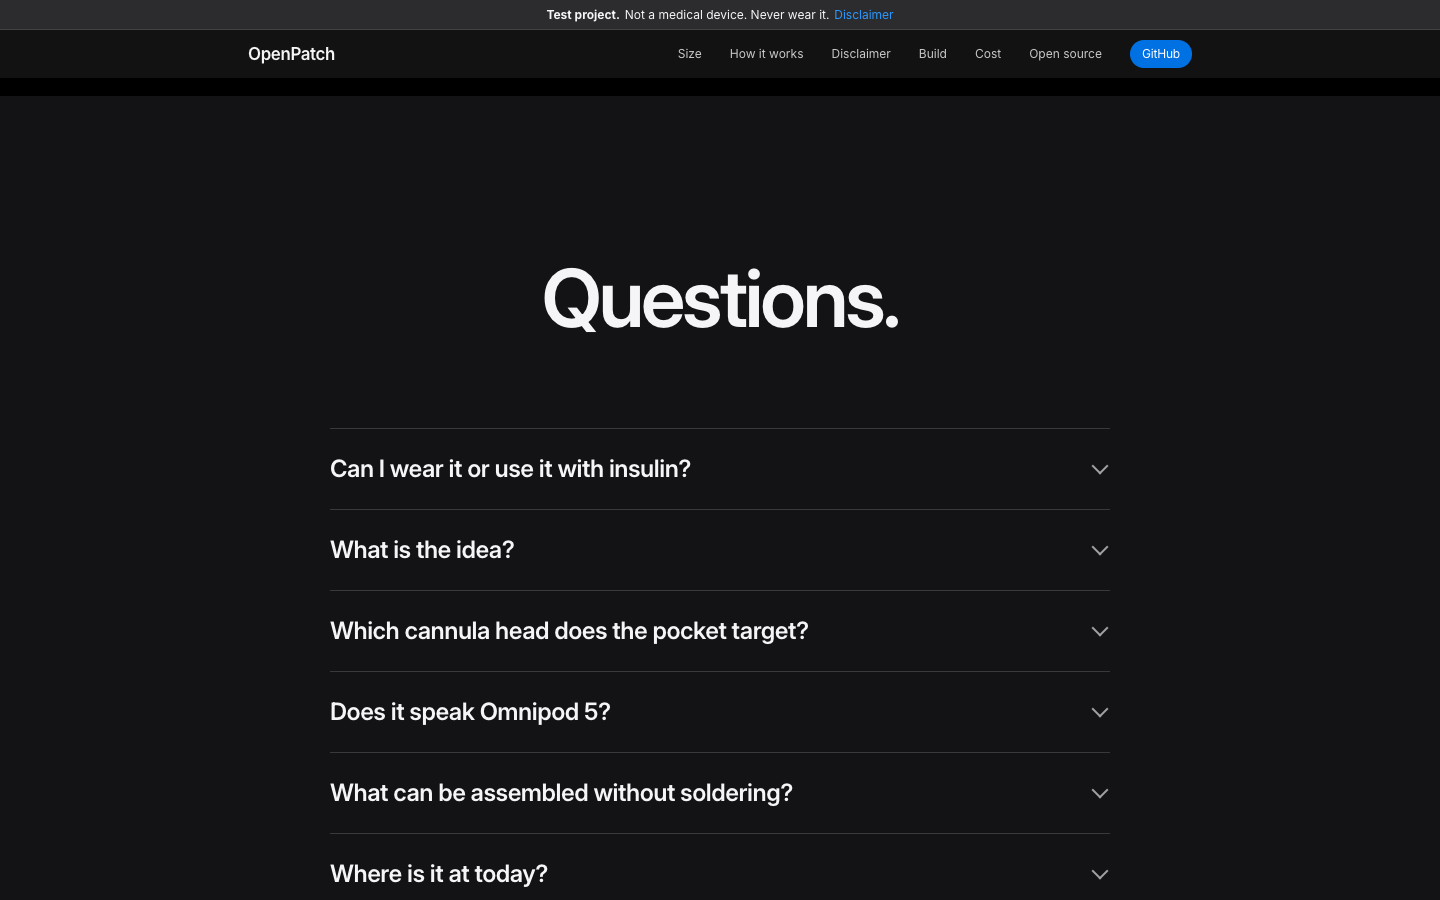 Test project. Not a medical device. Never wear it. Disclaimer
OpenPatch Size How it works Disclaimer Build Cost Open source GitHub
Questions.
Can I wear it or use it with insulin?
What is the idea?
Which cannula head does the pocket target?
Does it speak Omnipod 5?
What can be assembled without soldering?
Where is it at today?